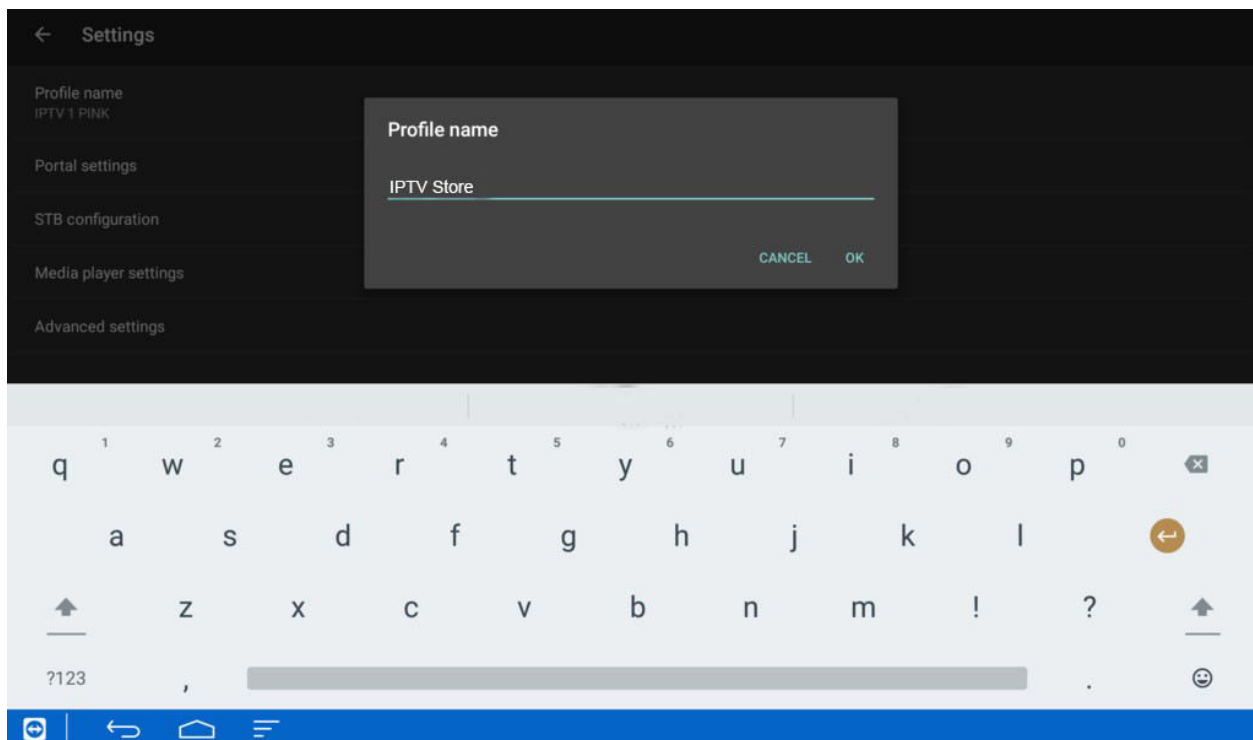 Settings
Profile name
IPTV 1 PINK
Portal settings
STB configuration
Media player settings
Advanced settings
Profile name
IPTV Store
CANCEL OK
1 2 3 4 5 6 7 8 9 0
q w e r t y u i o p
a s d f g h j k l
z x c v b n m ! ?
?123 , .